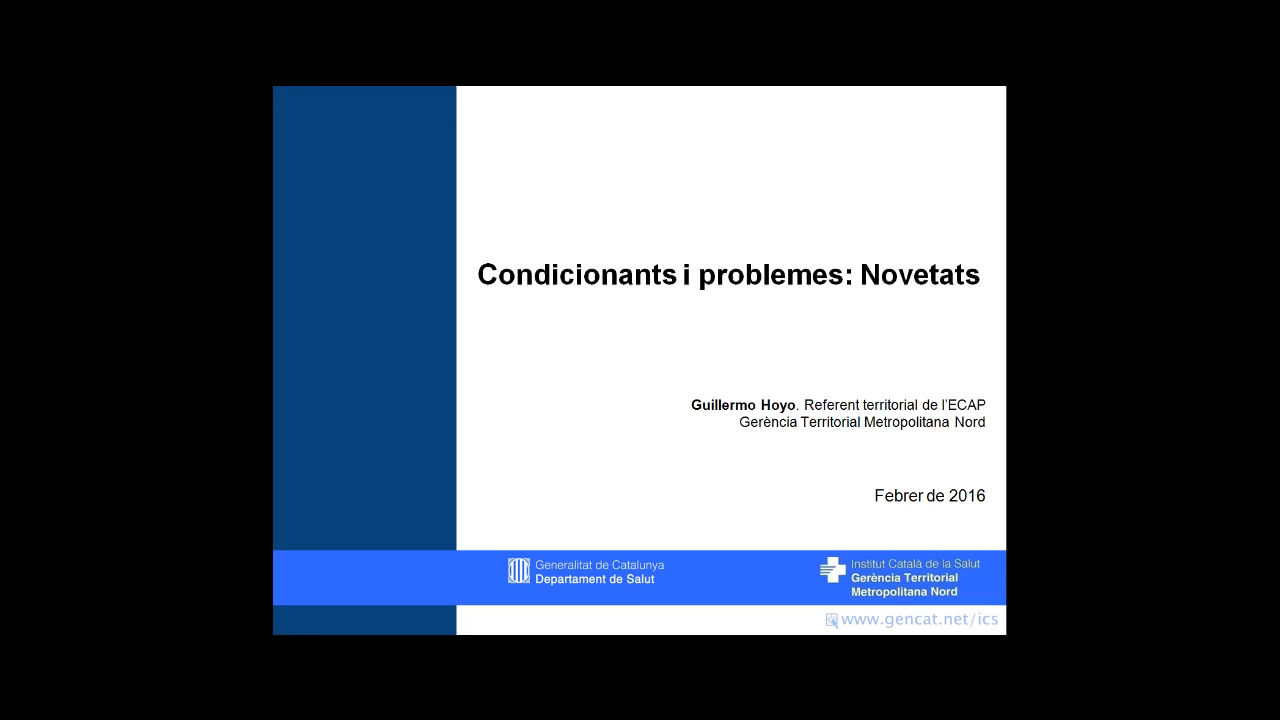 Condicionants i problemes: Novetats
Guillermo Hoyo. Referent territorial de l'ECAP
Gerència Territorial Metropolitana Nord
Febrer de 2016
Generalitat de Catalunya
Departament de Salut
Institut Català de la Salut
Gerència Territorial
Metropolitana Nord
www.gencat.net/ics